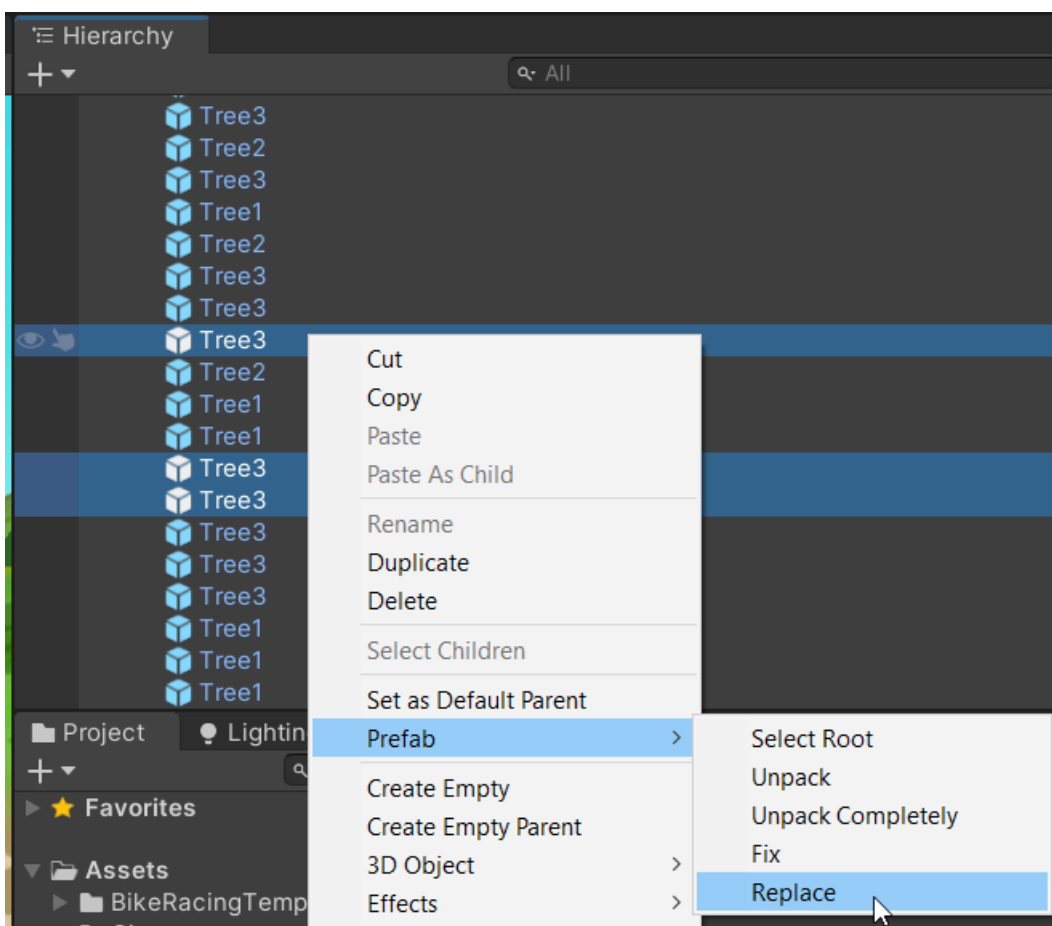 Hierarchy
All
Tree3
Tree2
Tree3
Tree1
Tree2
Tree3
Tree3
Tree3
Tree2
Tree1
Tree1
Tree3
Tree3
Tree3
Tree3
Tree3
Tree1
Tree1
Tree1
Cut
Copy
Paste
Paste As Child
Rename
Duplicate
Delete
Select Children
Set as Default Parent
Prefab
Create Empty
Create Empty Parent
3D Object
Effects
Select Root
Unpack
Unpack Completely
Fix
Replace
Project Lightin
Favorites
Assets
BikeRacingTemp